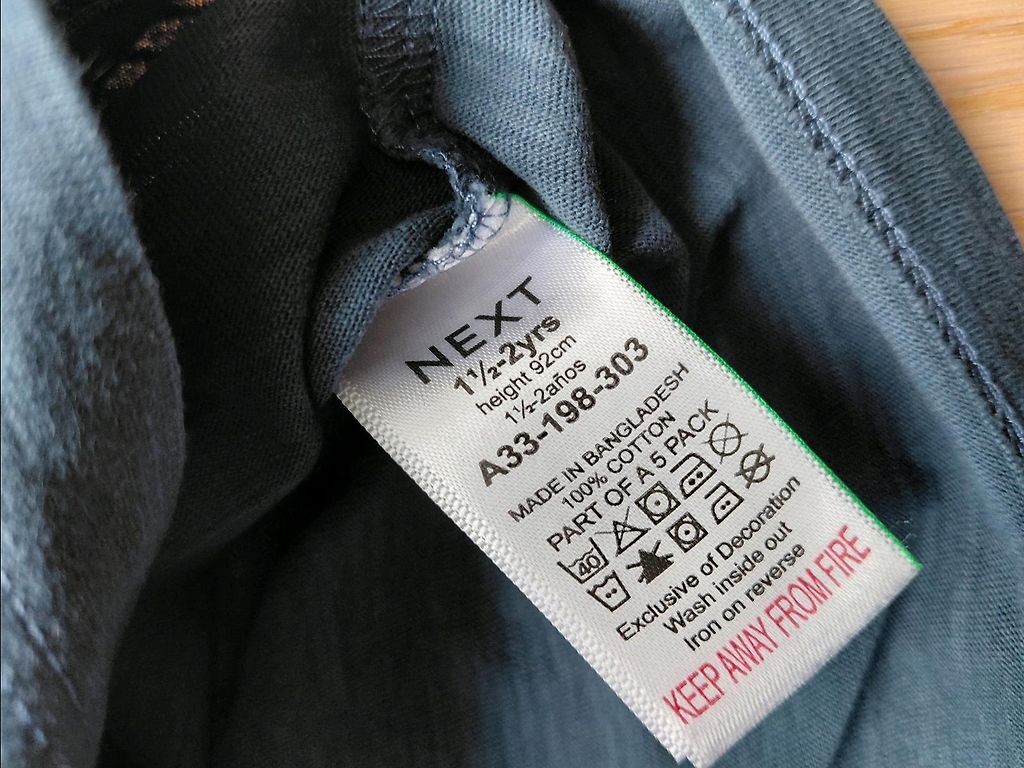 NEXT
1½-2yrs
height 92cm
1½-2años
A33-198-303
MADE IN BANGLADESH
100% COTTON
PART OF A 5 PACK
40
Exclusive of Decoration
Wash inside out
Iron on reverse
KEEP AWAY FROM FIRE